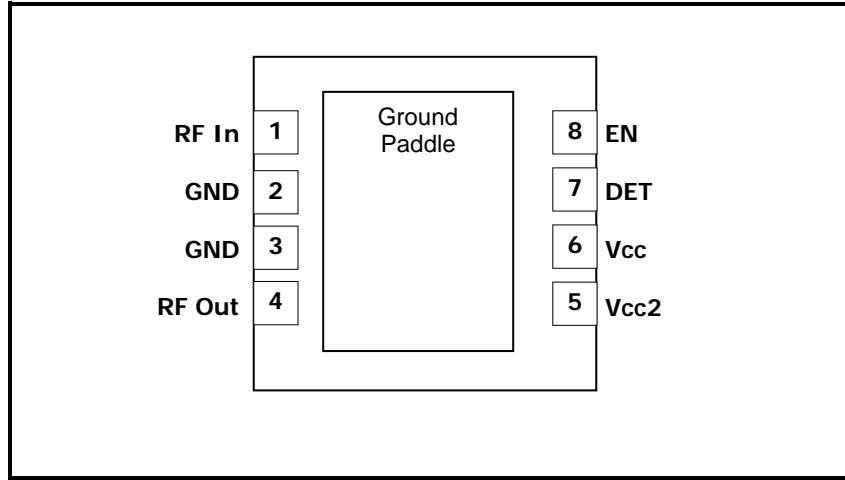 RF In 1
GND 2
GND 3
RF Out 4
Ground
Paddle
8 EN
7 DET
6 Vcc
5 Vcc2